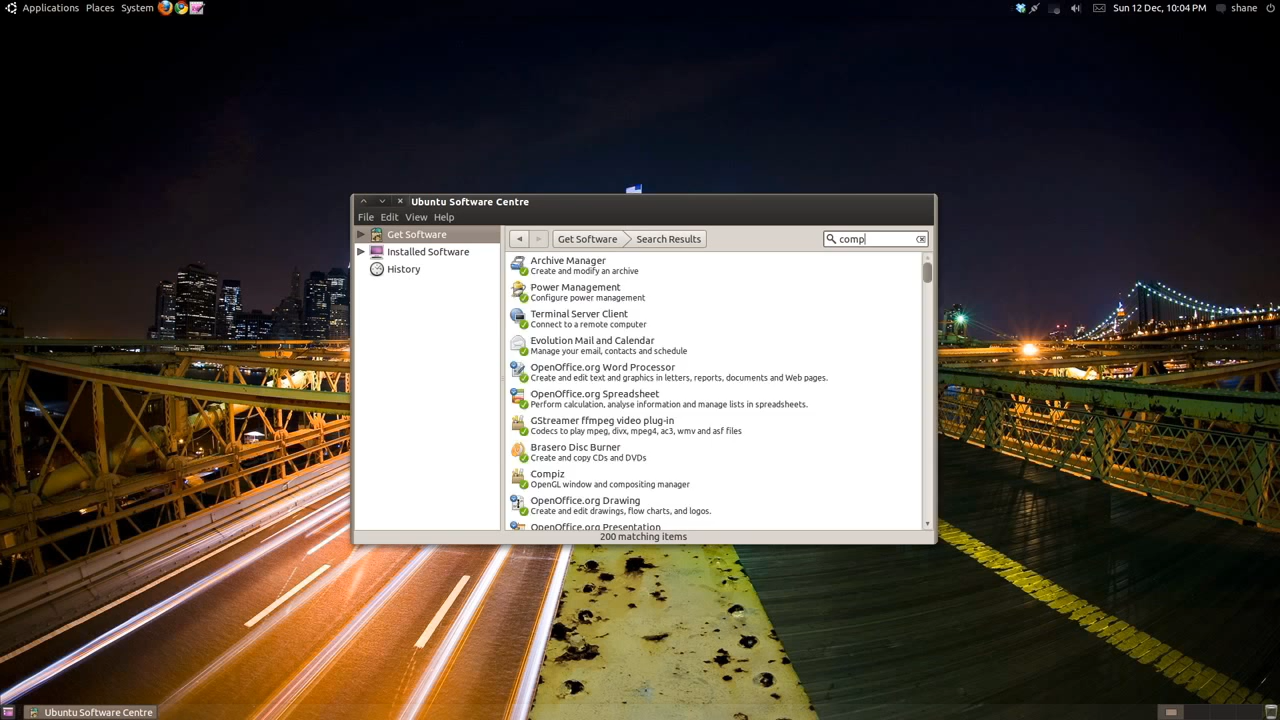 Applications Places System
Sun 12 Dec, 10:04 PM shane
Ubuntu Software Centre
File Edit View Help
Get Software
Installed Software
History
Get Software Search Results
comp
Archive Manager
Create and modify an archive
Power Management
Configure power management
Terminal Server Client
Connect to a remote computer
Evolution Mail and Calendar
Manage your email, contacts and schedule
OpenOffice.org Word Processor
Create and edit text and graphics in letters, reports, documents and Web pages.
OpenOffice.org Spreadsheet
Perform calculation, analyse information and manage lists in spreadsheets.
GStreamer ffmpeg video plug-in
Codecs to play mpeg, divx, mpeg4, ac3, wmv and asf files
Brasero Disc Burner
Create and copy CDs and DVDs
Compiz
OpenGL window and compositing manager
OpenOffice.org Drawing
Create and edit drawings, flow charts, and logos.
OpenOffice.org Presentation
200 matching items
Ubuntu Software Centre